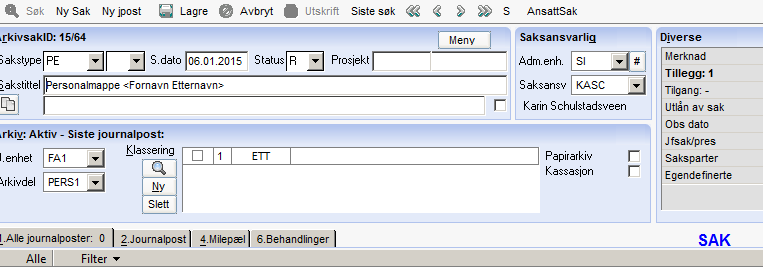 Søk Ny Sak Ny jpost Lagre Avbryt Utskrift Siste søk S AnsattSak
ArkivsakID: 15/64 Meny
Sakstype PE S.dato 06.01.2015 Status R Prosjekt
Sakstittel Personalmappe <Fornavn Etternavn>
Saksansvarlig
Adm.enh. SI #
Saksansv KASC
Karin Schulstadsveen
Diverse
Merknad
Tillegg: 1
Tilgang: -
Utlån av sak
Obs dato
Jfsak/pres
Saksparter
Egendefinerte
Arkiv: Aktiv - Siste journalpost:
J.enhet FA1
Arkivdel PERS1
Klassering
Ny
Slett
1 ETT
Papirarkiv
Kassasjon
1.Alle journalposter: 0 2.Journalpost 4.Milepæl 6.Behandlinger SAK
Alle Filter